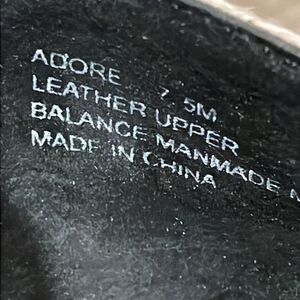 ADORE 7.5M
LEATHER UPPER
BALANCE MANMADE
MADE IN CHINA